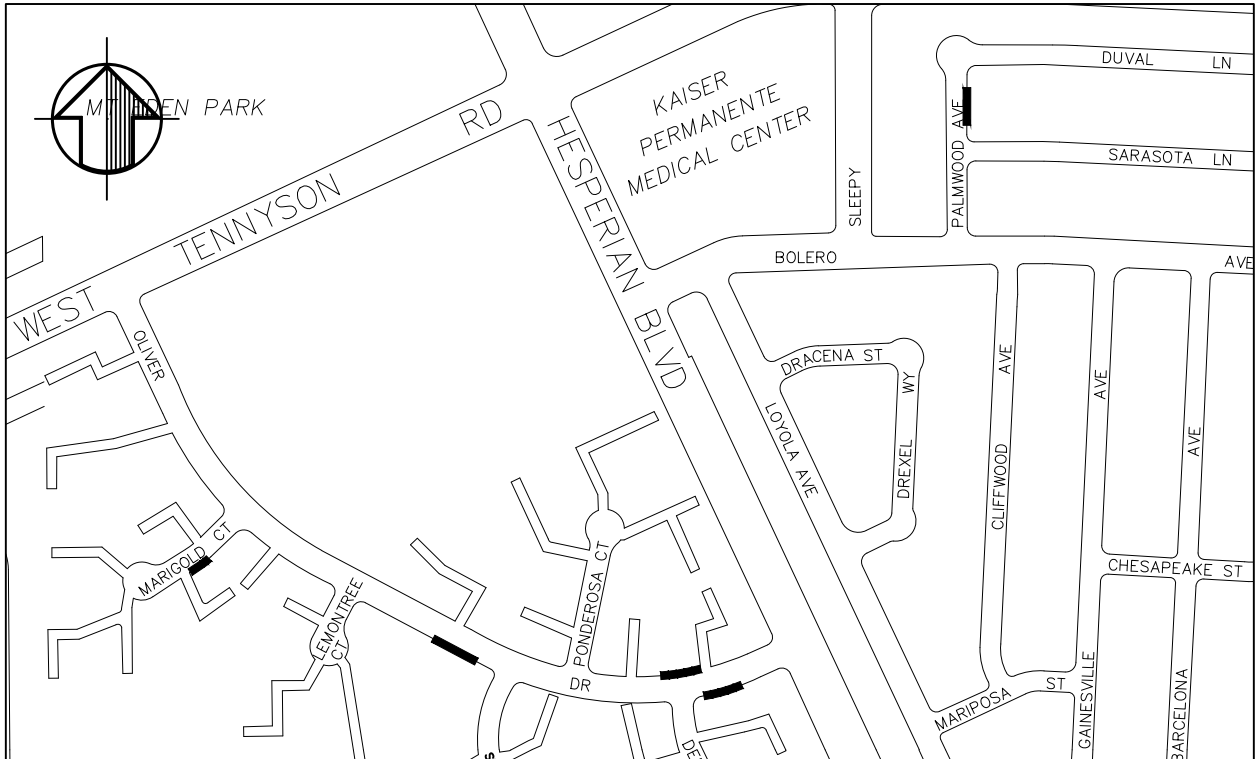 MT EDEN PARK
KAISER
PERMANENTE
MEDICAL CENTER
DUVAL LN
SARASOTA LN
PALMWOOD AVE
SLEEPY
BOLERO AVE
WEST TENNYSON RD
HESPERIAN BLVD
OLIVER
DR
DRACENA ST
DREXEL WY
LOYOLA AVE
CLIFFWOOD AVE
GAINESVILLE AVE
BARCELONA AVE
CHESAPEAKE ST
MARIPOSA ST
MARIGOLD CT
LEMONTREE
CT
PONDEROSA CT